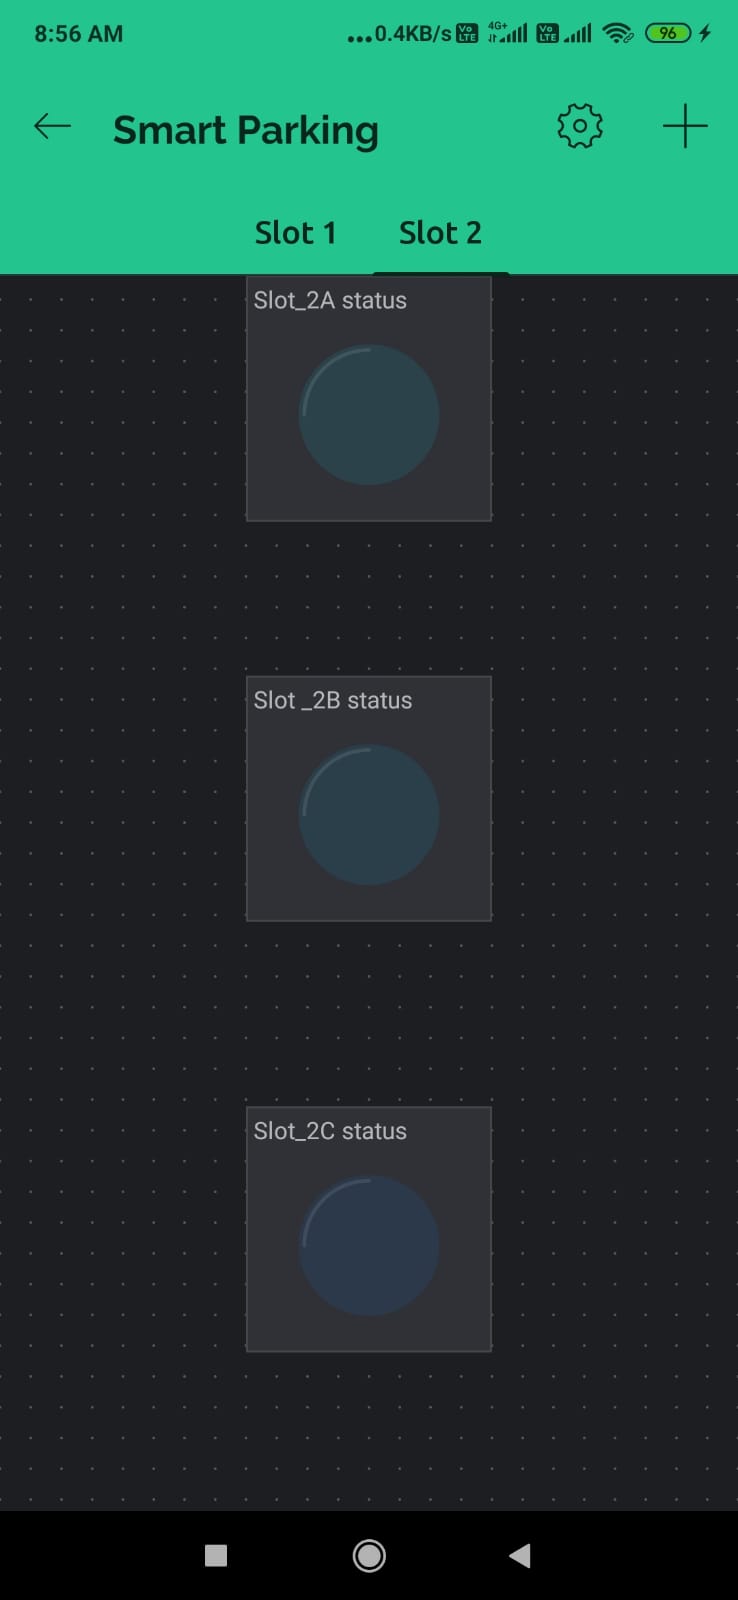 8:56 AM
...0.4KB/s Vo LTE 4G+ Vo LTE 96
Smart Parking
Slot 1 Slot 2
Slot_2A status
Slot _2B status
Slot_2C status